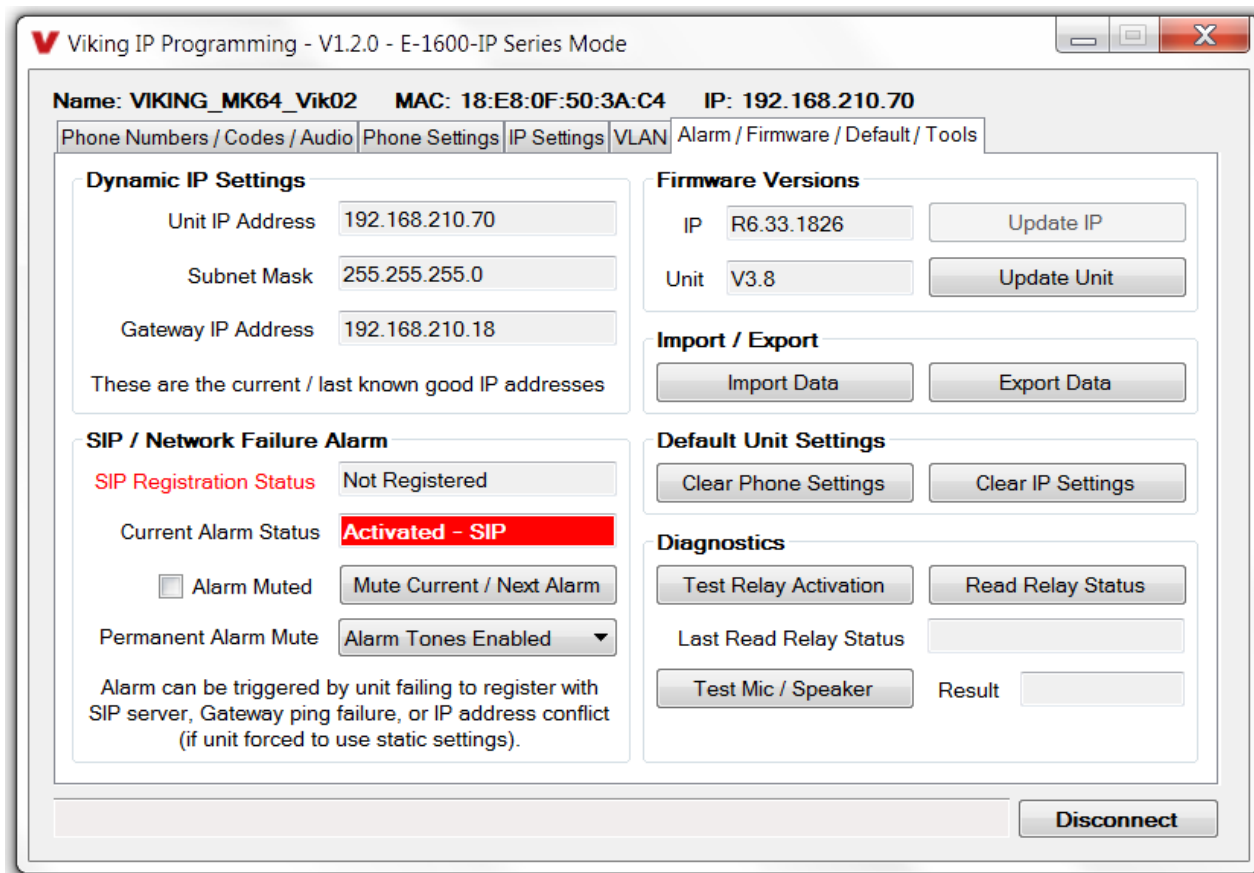 Viking IP Programming - V1.2.0 - E-1600-IP Series Mode
Name: VIKING_MK64_Vik02 MAC: 18:E8:0F:50:3A:C4 IP: 192.168.210.70
Phone Numbers / Codes / Audio Phone Settings IP Settings VLAN Alarm / Firmware / Default / Tools
Dynamic IP Settings
Unit IP Address 192.168.210.70
Subnet Mask 255.255.255.0
Gateway IP Address 192.168.210.18
These are the current / last known good IP addresses
SIP / Network Failure Alarm
SIP Registration Status Not Registered
Current Alarm Status Activated - SIP
Alarm Muted Mute Current / Next Alarm
Permanent Alarm Mute Alarm Tones Enabled
Alarm can be triggered by unit failing to register with
SIP server, Gateway ping failure, or IP address conflict
(if unit forced to use static settings).
Firmware Versions
IP R6.33.1826 Update IP
Unit V3.8 Update Unit
Import / Export
Import Data Export Data
Default Unit Settings
Clear Phone Settings Clear IP Settings
Diagnostics
Test Relay Activation Read Relay Status
Last Read Relay Status
Test Mic / Speaker Result
Disconnect